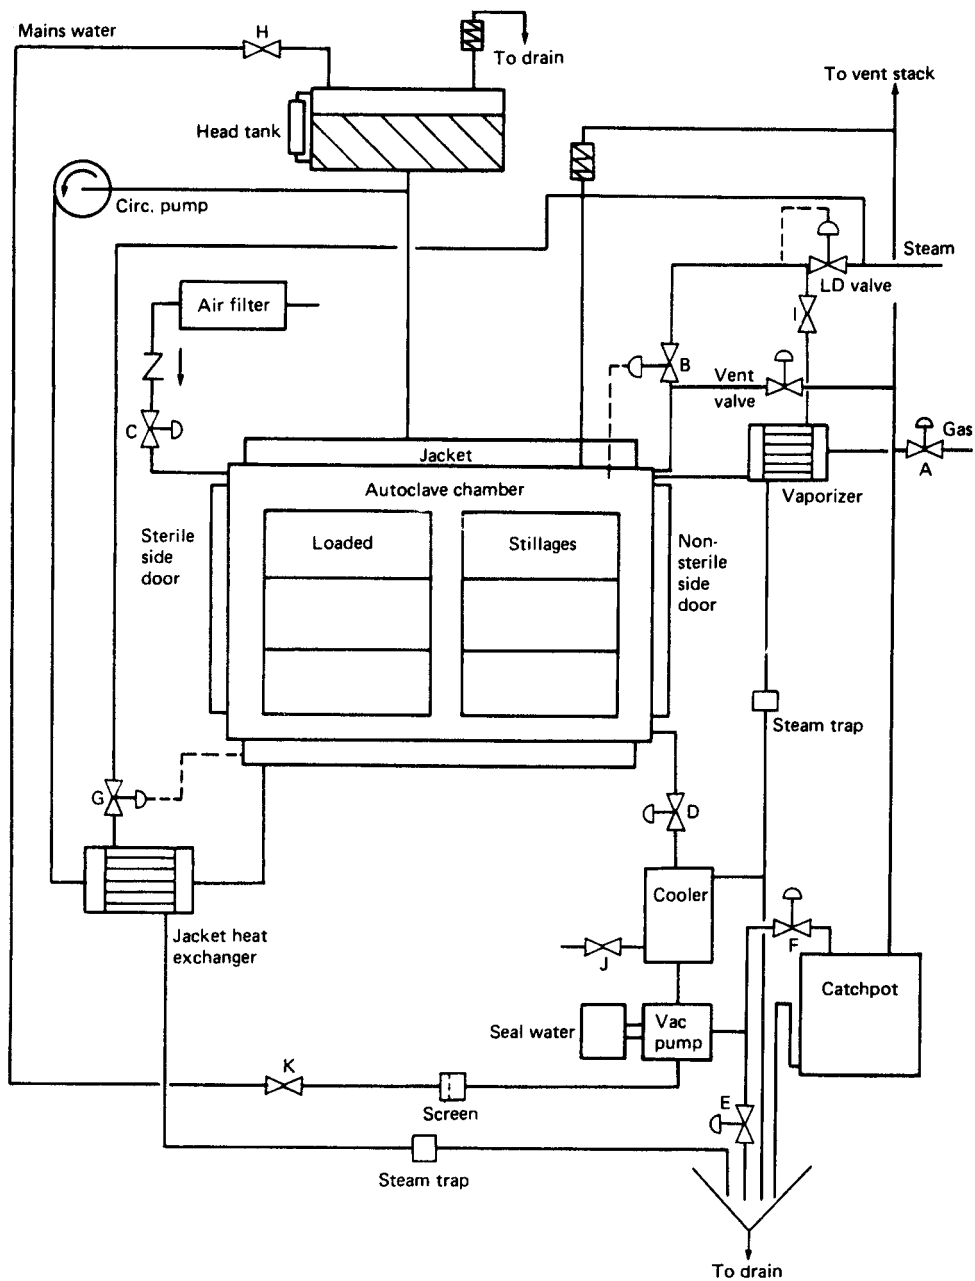 Mains water
H
To drain
To vent stack
Head tank
Circ. pump
Steam
LD valve
Air filter
I
B
Vent
valve
C
Gas
A
Jacket
Vaporizer
Autoclave chamber
Sterile
side
door
Loaded
Stillages
Non-
sterile
side
door
Steam trap
G
D
Cooler
Jacket heat
exchanger
J
F
Catchpot
Seal water
Vac
pump
K
Screen
E
Steam trap
To drain